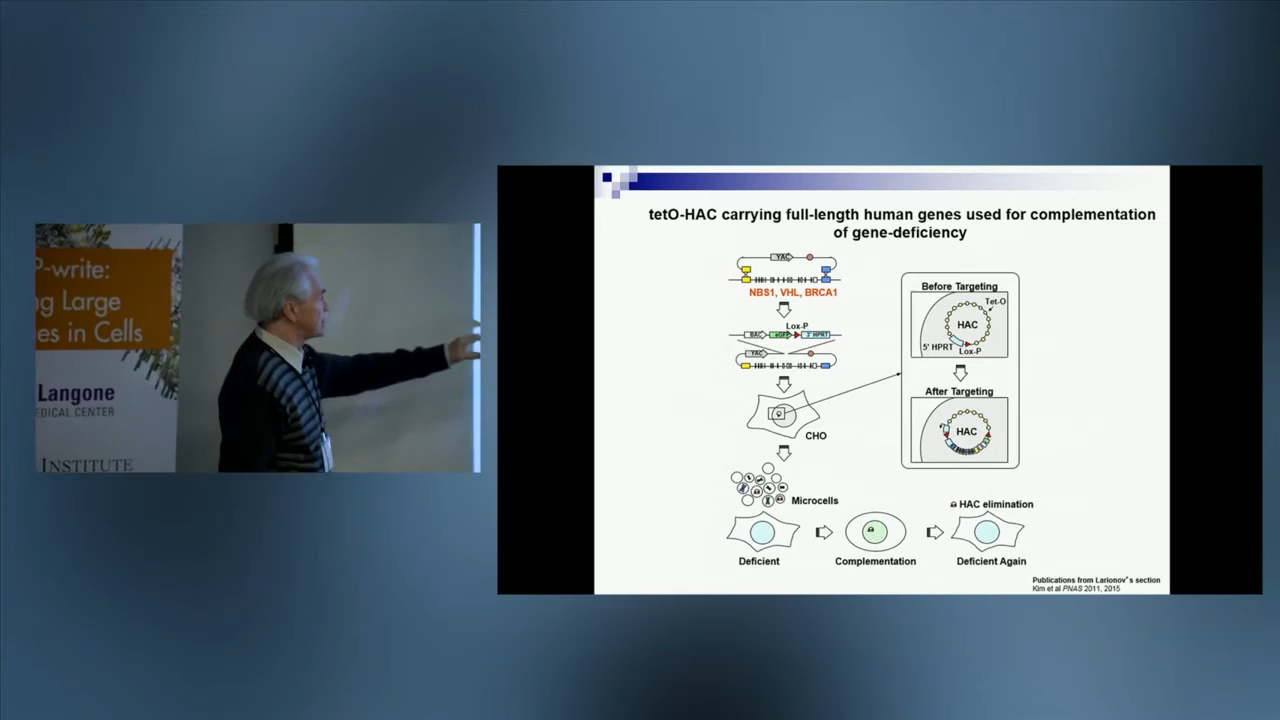 P-write:
ng Large
es in Cells
Langone
EDICAL CENTER
INSTITUTE
tetO-HAC carrying full-length human genes used for complementation
of gene-deficiency
YAC
NBS1, VHL, BRCA1
Lox-P
BAC
eGFP
3' HPRT
YAC
CHO
Microcells
Deficient
Complementation
HAC elimination
Deficient Again
Before Targeting
Tet-O
HAC
5' HPRT
Lox-P
After Targeting
HAC
Publications from Larionov's section
Kim et al PNAS 2011, 2015